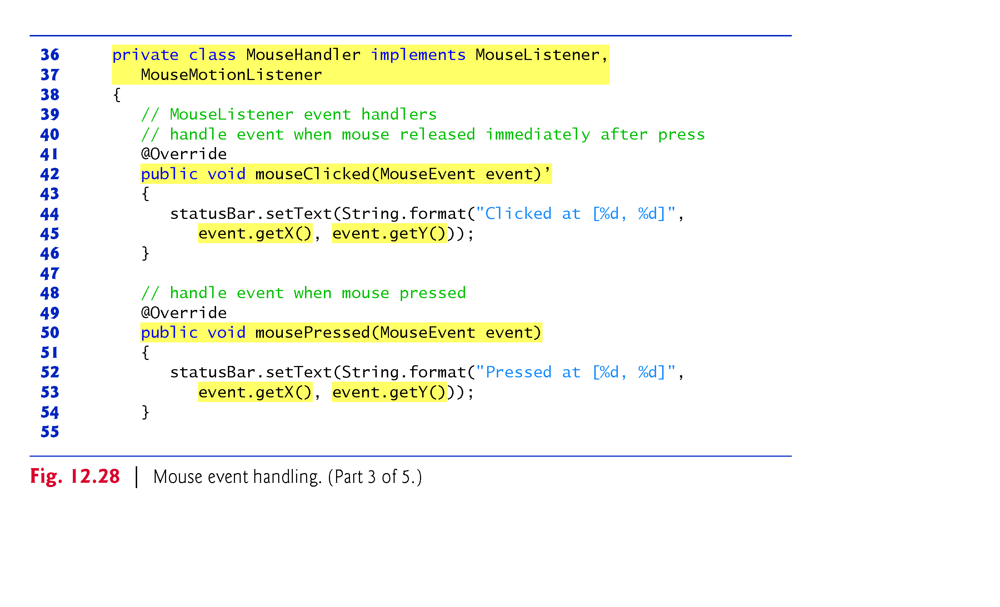 36 private class MouseHandler implements MouseListener,
37 MouseMotionListener
38 {
39 // MouseListener event handlers
40 // handle event when mouse released immediately after press
41 @Override
42 public void mouseClicked(MouseEvent event)’
43 {
44 statusBar.setText(String.format("Clicked at [%d, %d]",
45 event.getX(), event.getY()));
46 }
47
48 // handle event when mouse pressed
49 @Override
50 public void mousePressed(MouseEvent event)
51 {
52 statusBar.setText(String.format("Pressed at [%d, %d]",
53 event.getX(), event.getY()));
54 }
55
Fig. 12.28 | Mouse event handling. (Part 3 of 5.)